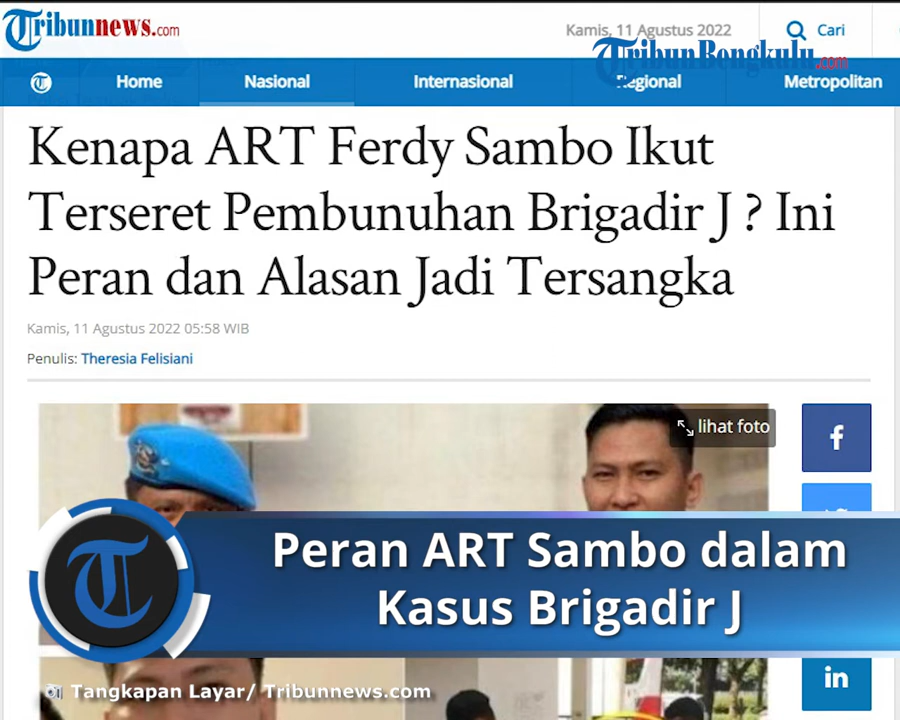 Tribunnews.com
Kamis, 11 Agustus 2022
Cari
TribunBengkulu.com
Home
Nasional
Internasional
Regional
Metropolitan
Kenapa ART Ferdy Sambo Ikut
Terseret Pembunuhan Brigadir J ? Ini
Peran dan Alasan Jadi Tersangka
Kamis, 11 Agustus 2022 05:58 WIB
Penulis: Theresia Felisiani
lihat foto
f
T
Peran ART Sambo dalam
Kasus Brigadir J
in
Tangkapan Layar/ Tribunnews.com